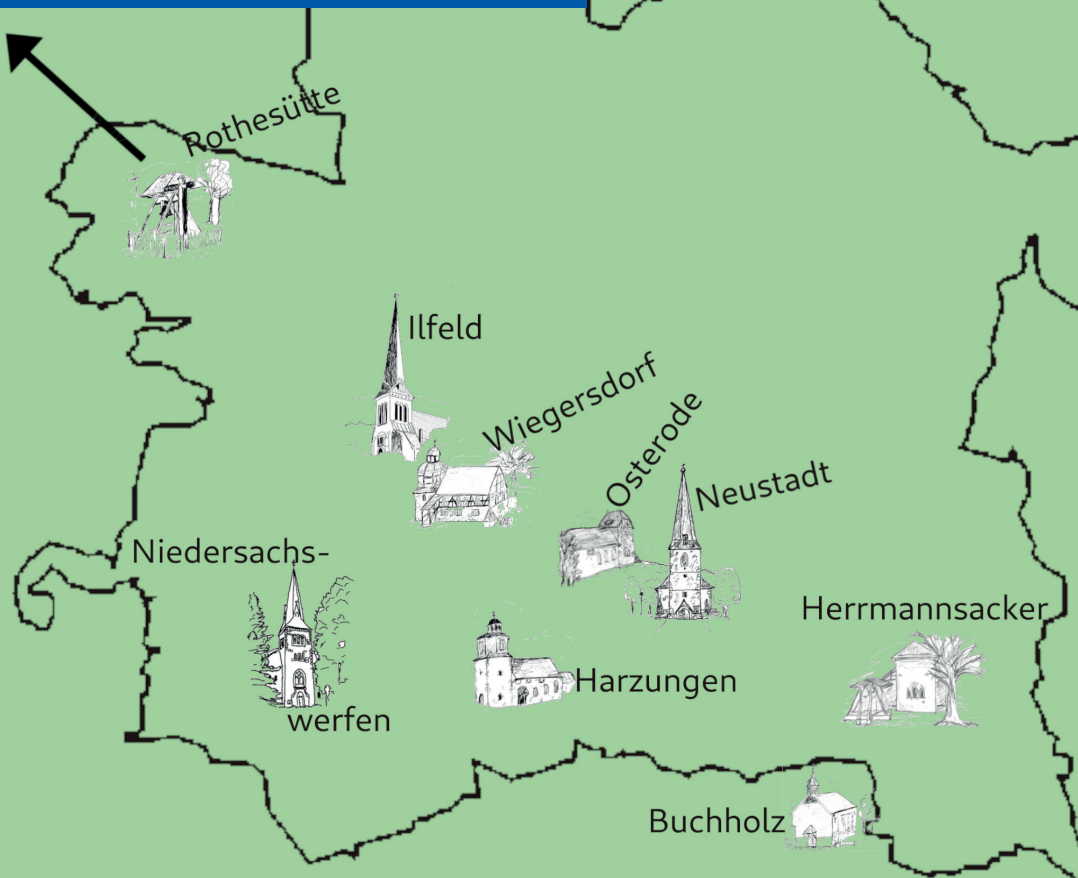 Rothesütte
Ilfeld
Wiegersdorf
Osterode
Neustadt
Niedersachs-
werfen
Herrmannsacker
Harzungen
Buchholz